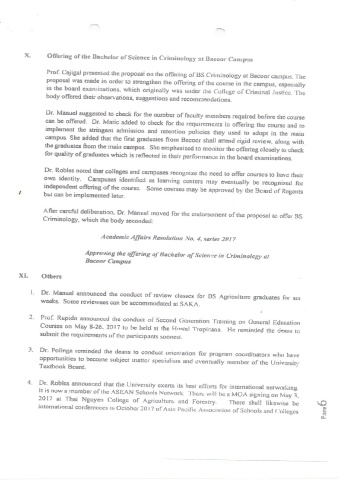 X. Offering of the Bachelor of Science in Criminology at Bacoor Campus
Prof. Cajigal presented the proposal on the offering of BS Criminology at Bacoor campus. The
proposal was made in order to strengthen the offering of the course in the campus, especially
in the board examinations, which originally was under the College of Criminal Justice. The
body offered their observations, suggestions and recommendations.
Dr. Manuel suggested to check for the number of faculty members required before the course
can be offered. Dr. Manuel added to check for the requirements in offering the course and to
implement the stringent admission and retention policies they used to adopt in the main
campus. She added that the first graduates from Bacoor shall attend rigid review, along with
the graduates from the main campus. She emphasized to monitor the offering closely to check
for quality of graduates which is reflected in their performance in the board examinations.
Dr. Robles noted that colleges and campuses recognize the need to offer courses to have their
own identity. Campuses identified as learning centers may eventually be recognized for
independent offering of the course. Some courses may be approved by the Board of Regents
but can be implemented later.
After careful deliberation, Dr. Manuel moved for the endorsement of the proposal to offer BS
Criminology, which the body seconded.
Academic Affairs Resolution No. 4, series 2017
Approving the offering of Bachelor of Science in Criminology at
Bacoor Campus
XI. Others
1. Dr. Manuel announced the conduct of review classes for BS Agriculture graduates for six
weeks. Some reviewees can be accommodated at SAKA.
2. Prof. Rupido announced the conduct of Second Generation Training on General Education
Courses on May 8-26, 2017 to be held at the Hotel Tropicana. He reminded the deans to
submit the requirements of the participants soonest.
3. Dr. Polinga reminded the deans to conduct orientation for program coordinators who have
opportunities to become subject matter specialists and eventually member of the University
Textbook Board.
4. Dr. Robles announced that the University exerts its best efforts for international networking.
It is now a member of the ASEAN Schools Network. There will be a MOA signing on May 3,
2017 at Thai Nguyen College of Agriculture and Forestry. There shall likewise be
international conferences in October 2017 of Asia Pacific Association of Schools and Colleges
Page 6